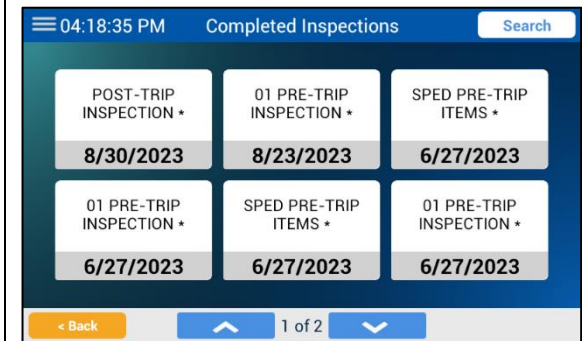 04:18:35 PM Completed Inspections Search
POST-TRIP
INSPECTION *
8/30/2023
01 PRE-TRIP
INSPECTION *
8/23/2023
SPED PRE-TRIP
ITEMS *
6/27/2023
01 PRE-TRIP
INSPECTION *
6/27/2023
SPED PRE-TRIP
ITEMS *
6/27/2023
01 PRE-TRIP
INSPECTION *
6/27/2023
< Back 1 of 2